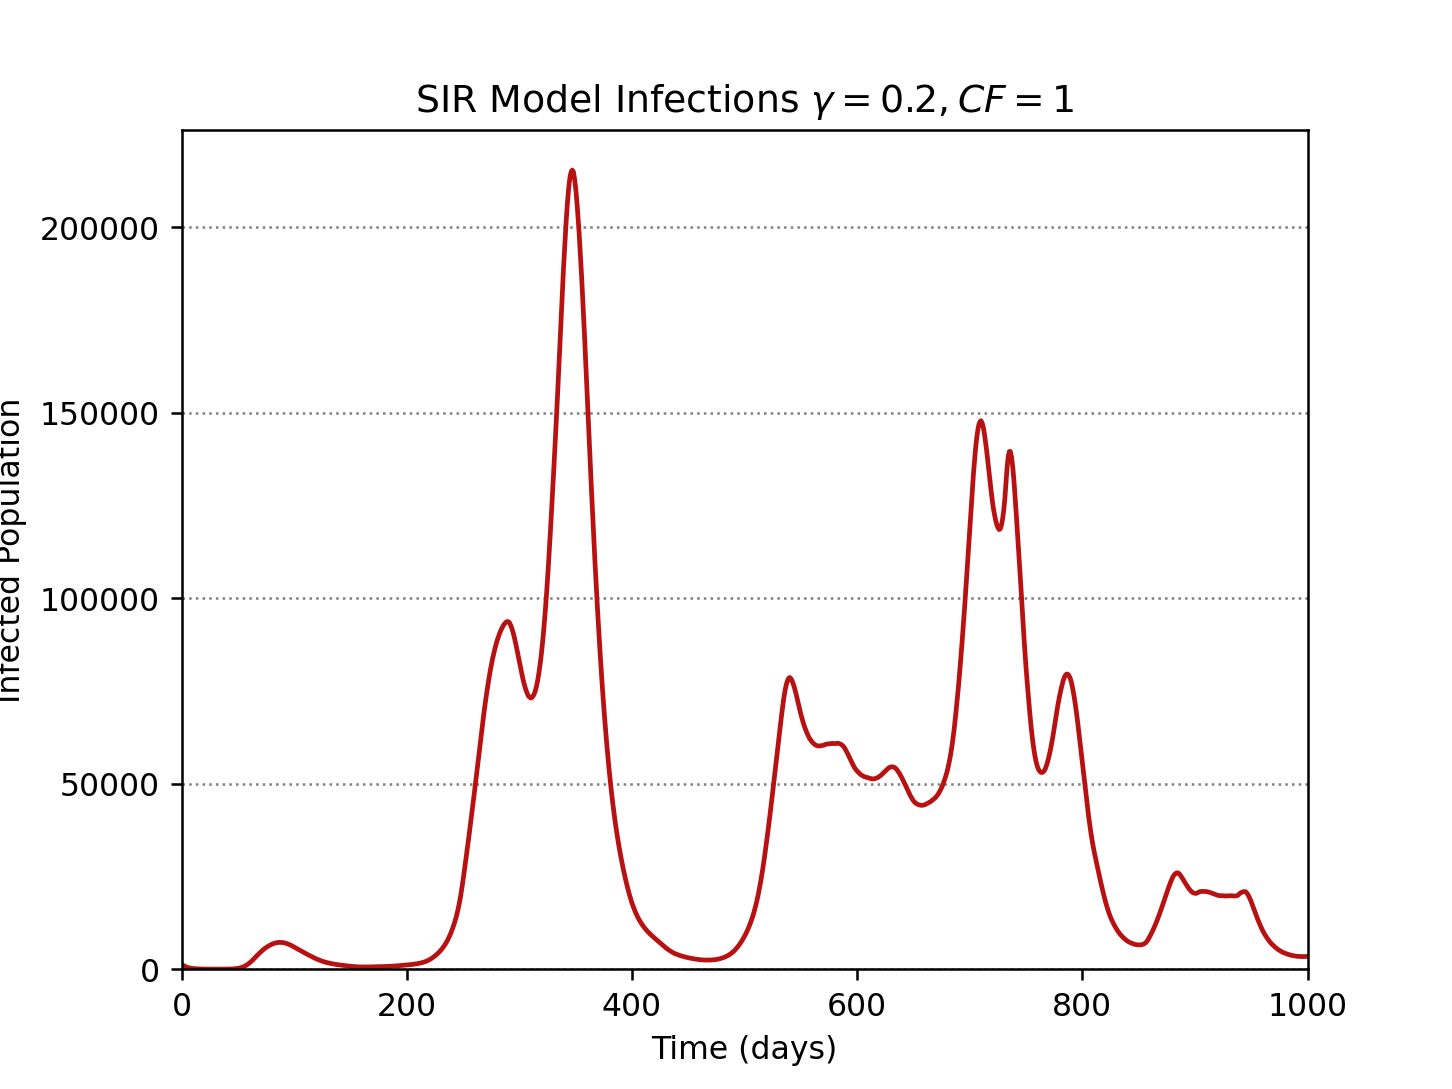 SIR Model Infections γ = 0.2, CF = 1
Infected Population
200000
150000
100000
50000
0
0 200 400 600 800 1000
Time (days)